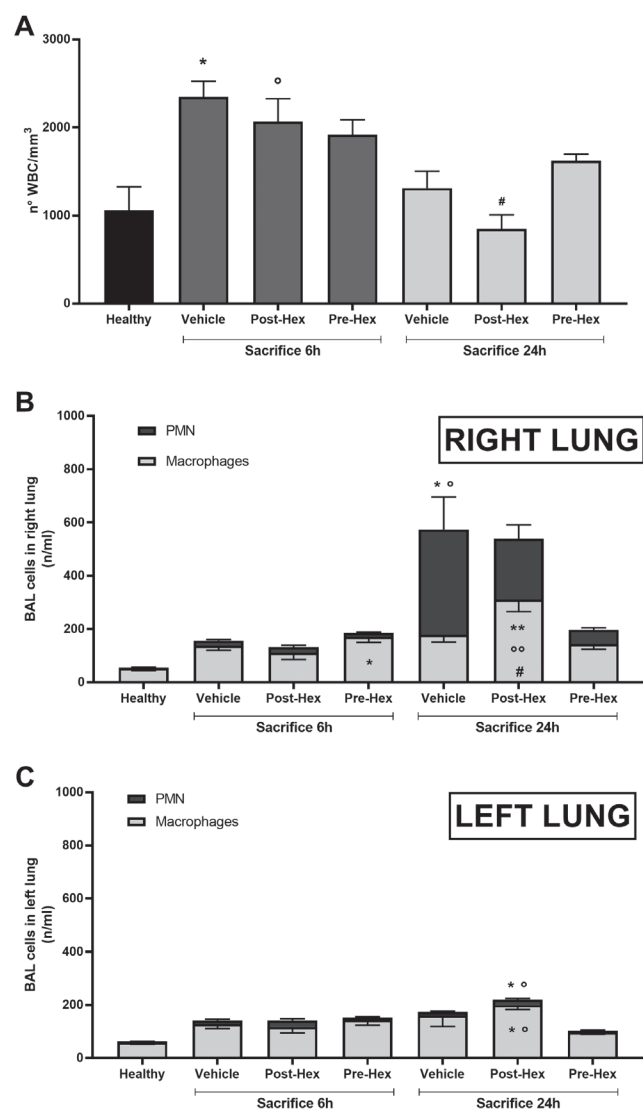 A
n° WBC/mm³
3000
2000
1000
0
*
°
#
Healthy
Vehicle
Post-Hex
Pre-Hex
Vehicle
Post-Hex
Pre-Hex
Sacrifice 6h
Sacrifice 24h
B
RIGHT LUNG
PMN
Macrophages
BAL cells in right lung
(n/ml)
1000
800
600
400
200
0
* °
*
**
°°
#
Healthy
Vehicle
Post-Hex
Pre-Hex
Vehicle
Post-Hex
Pre-Hex
Sacrifice 6h
Sacrifice 24h
C
LEFT LUNG
PMN
Macrophages
BAL cells in left lung
(n/ml)
1000
800
600
400
200
0
* °
* °
Healthy
Vehicle
Post-Hex
Pre-Hex
Vehicle
Post-Hex
Pre-Hex
Sacrifice 6h
Sacrifice 24h